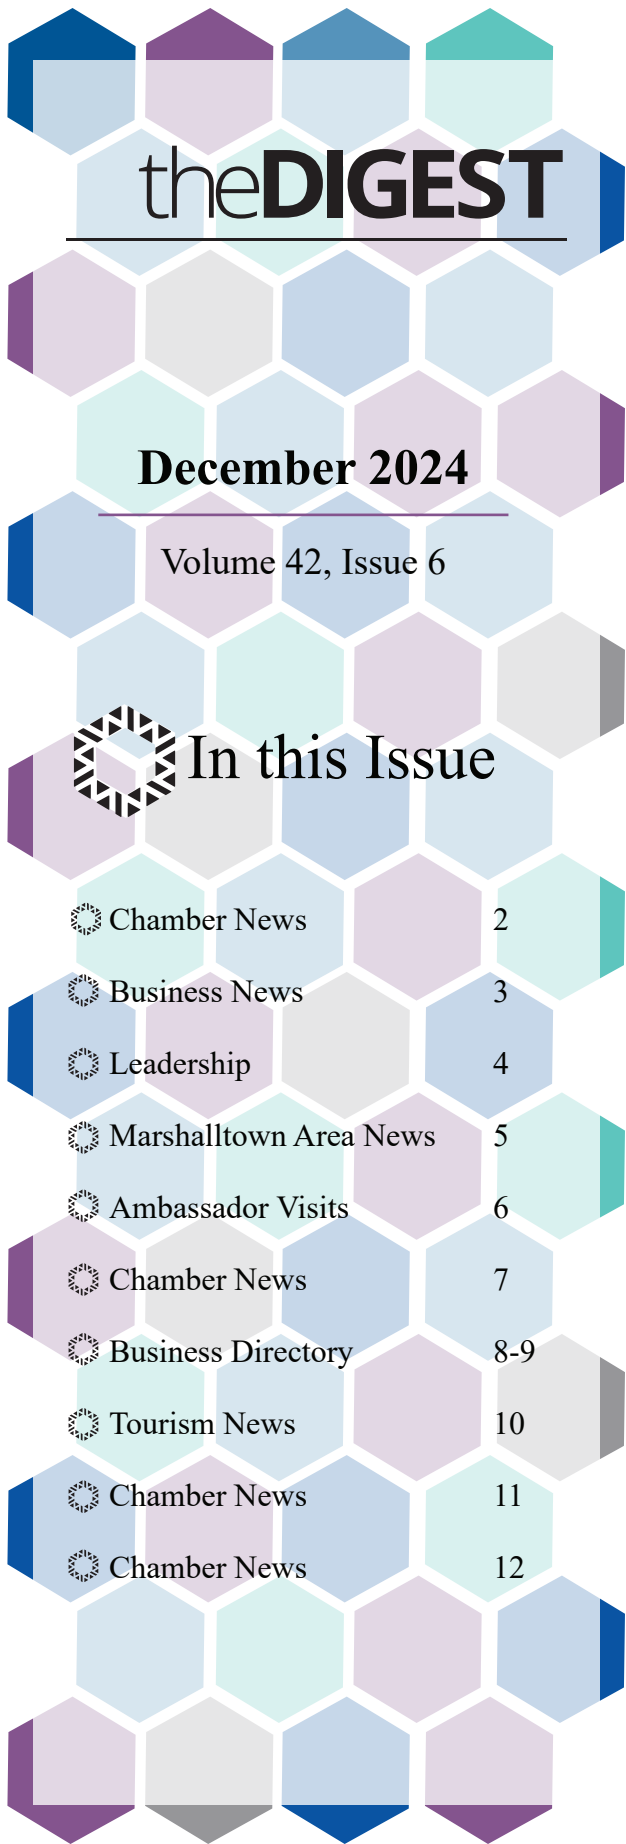 theDIGEST
December 2024
Volume 42, Issue 6
In this Issue
Chamber News 2
Business News 3
Leadership 4
Marshalltown Area News 5
Ambassador Visits 6
Chamber News 7
Business Directory 8-9
Tourism News 10
Chamber News 11
Chamber News 12